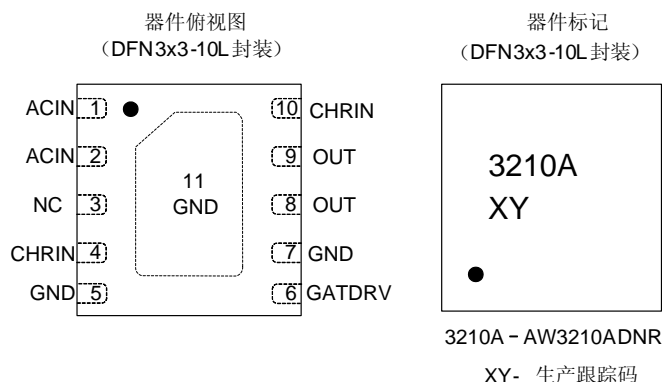 器件俯视图
（DFN3x3-10L封装）
器件标记
（DFN3x3-10L封装）
ACIN 1
10 CHRIN
ACIN 2
9 OUT
NC 3
11
GND
8 OUT
CHRIN 4
7 GND
GND 5
6 GATDRV
3210A
XY
3210A－AW3210ADNR
XY- 生产跟踪码